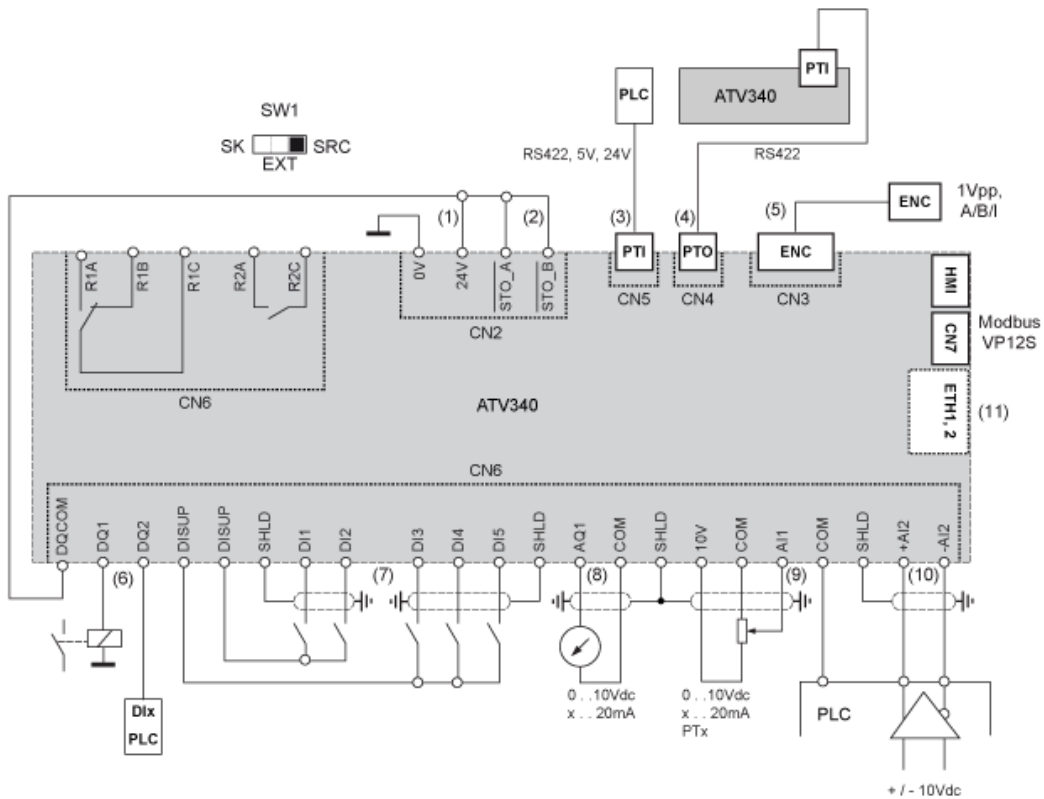 PTI
PLC
ATV340
SW1
SK
SRC
EXT
RS422, 5V, 24V
RS422
ENC
1Vpp,
A/B/I
(1)
(2)
(3)
(4)
(5)
R1A
R1B
R1C
R2A
R2C
0V
24V
STO_A
STO_B
PTI
PTO
ENC
CN5
CN4
CN3
CN2
HMI
CN7
Modbus
VP12S
CN6
ATV340
ETH1, 2
(11)
CN6
DQCOM
DQ1
DQ2
DISUP
DISUP
SHLD
DI1
DI2
DI3
DI4
DI5
SHLD
AQ1
COM
SHLD
10V
COM
AI1
COM
SHLD
+AI2
-AI2
(6)
(7)
(8)
(9)
(10)
DIx
PLC
0 . .10Vdc
x . . 20mA
0 . .10Vdc
x . . 20mA
PTx
PLC
+ / - 10Vdc